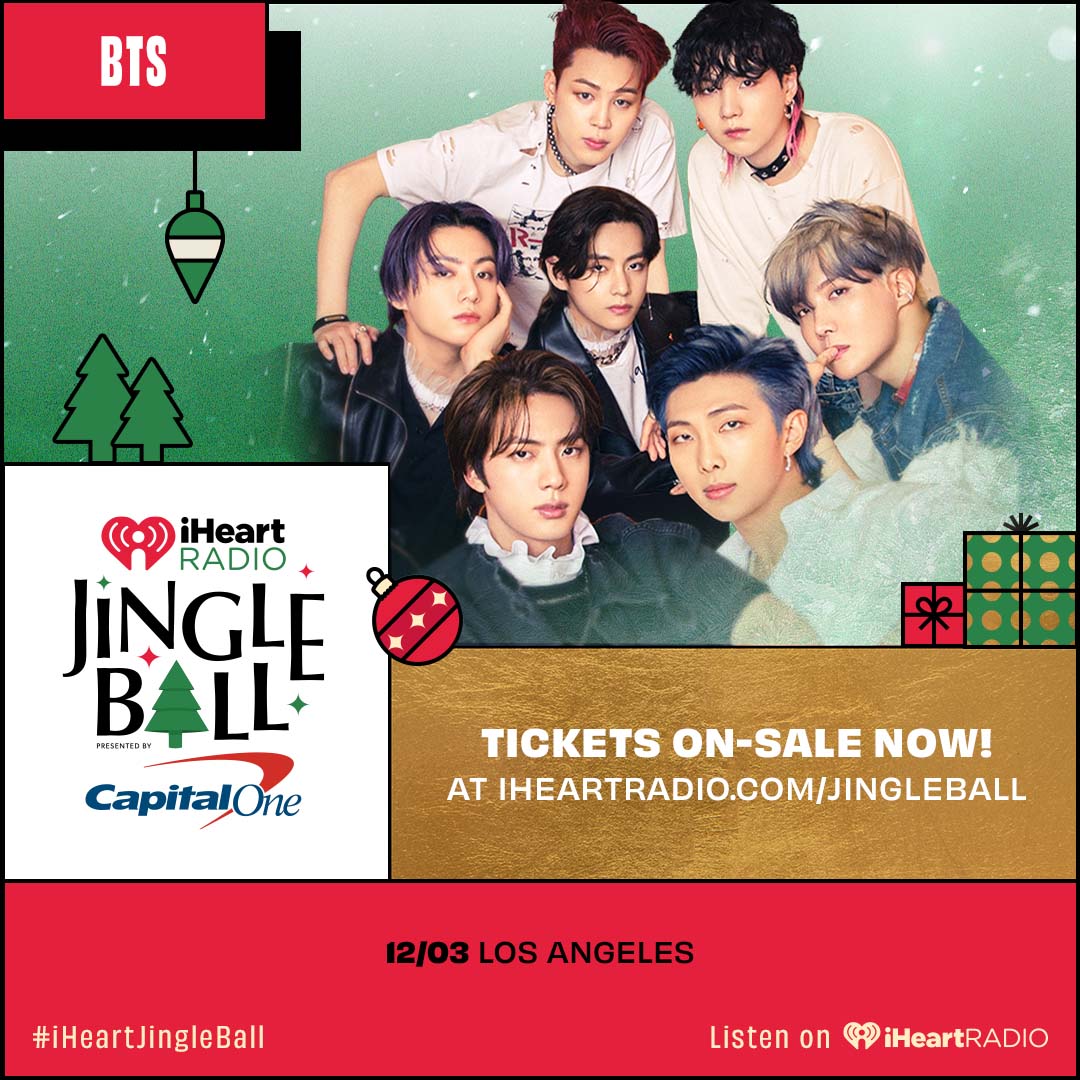 BTS
iHeart
RADIO
JiNGLE
BALL
PRESENTED BY
CapitalOne
TICKETS ON-SALE NOW!
AT IHEARTRADIO.COM/JINGLEBALL
12/03 LOS ANGELES
#iHeartJingleBall
Listen on iHeartRADIO